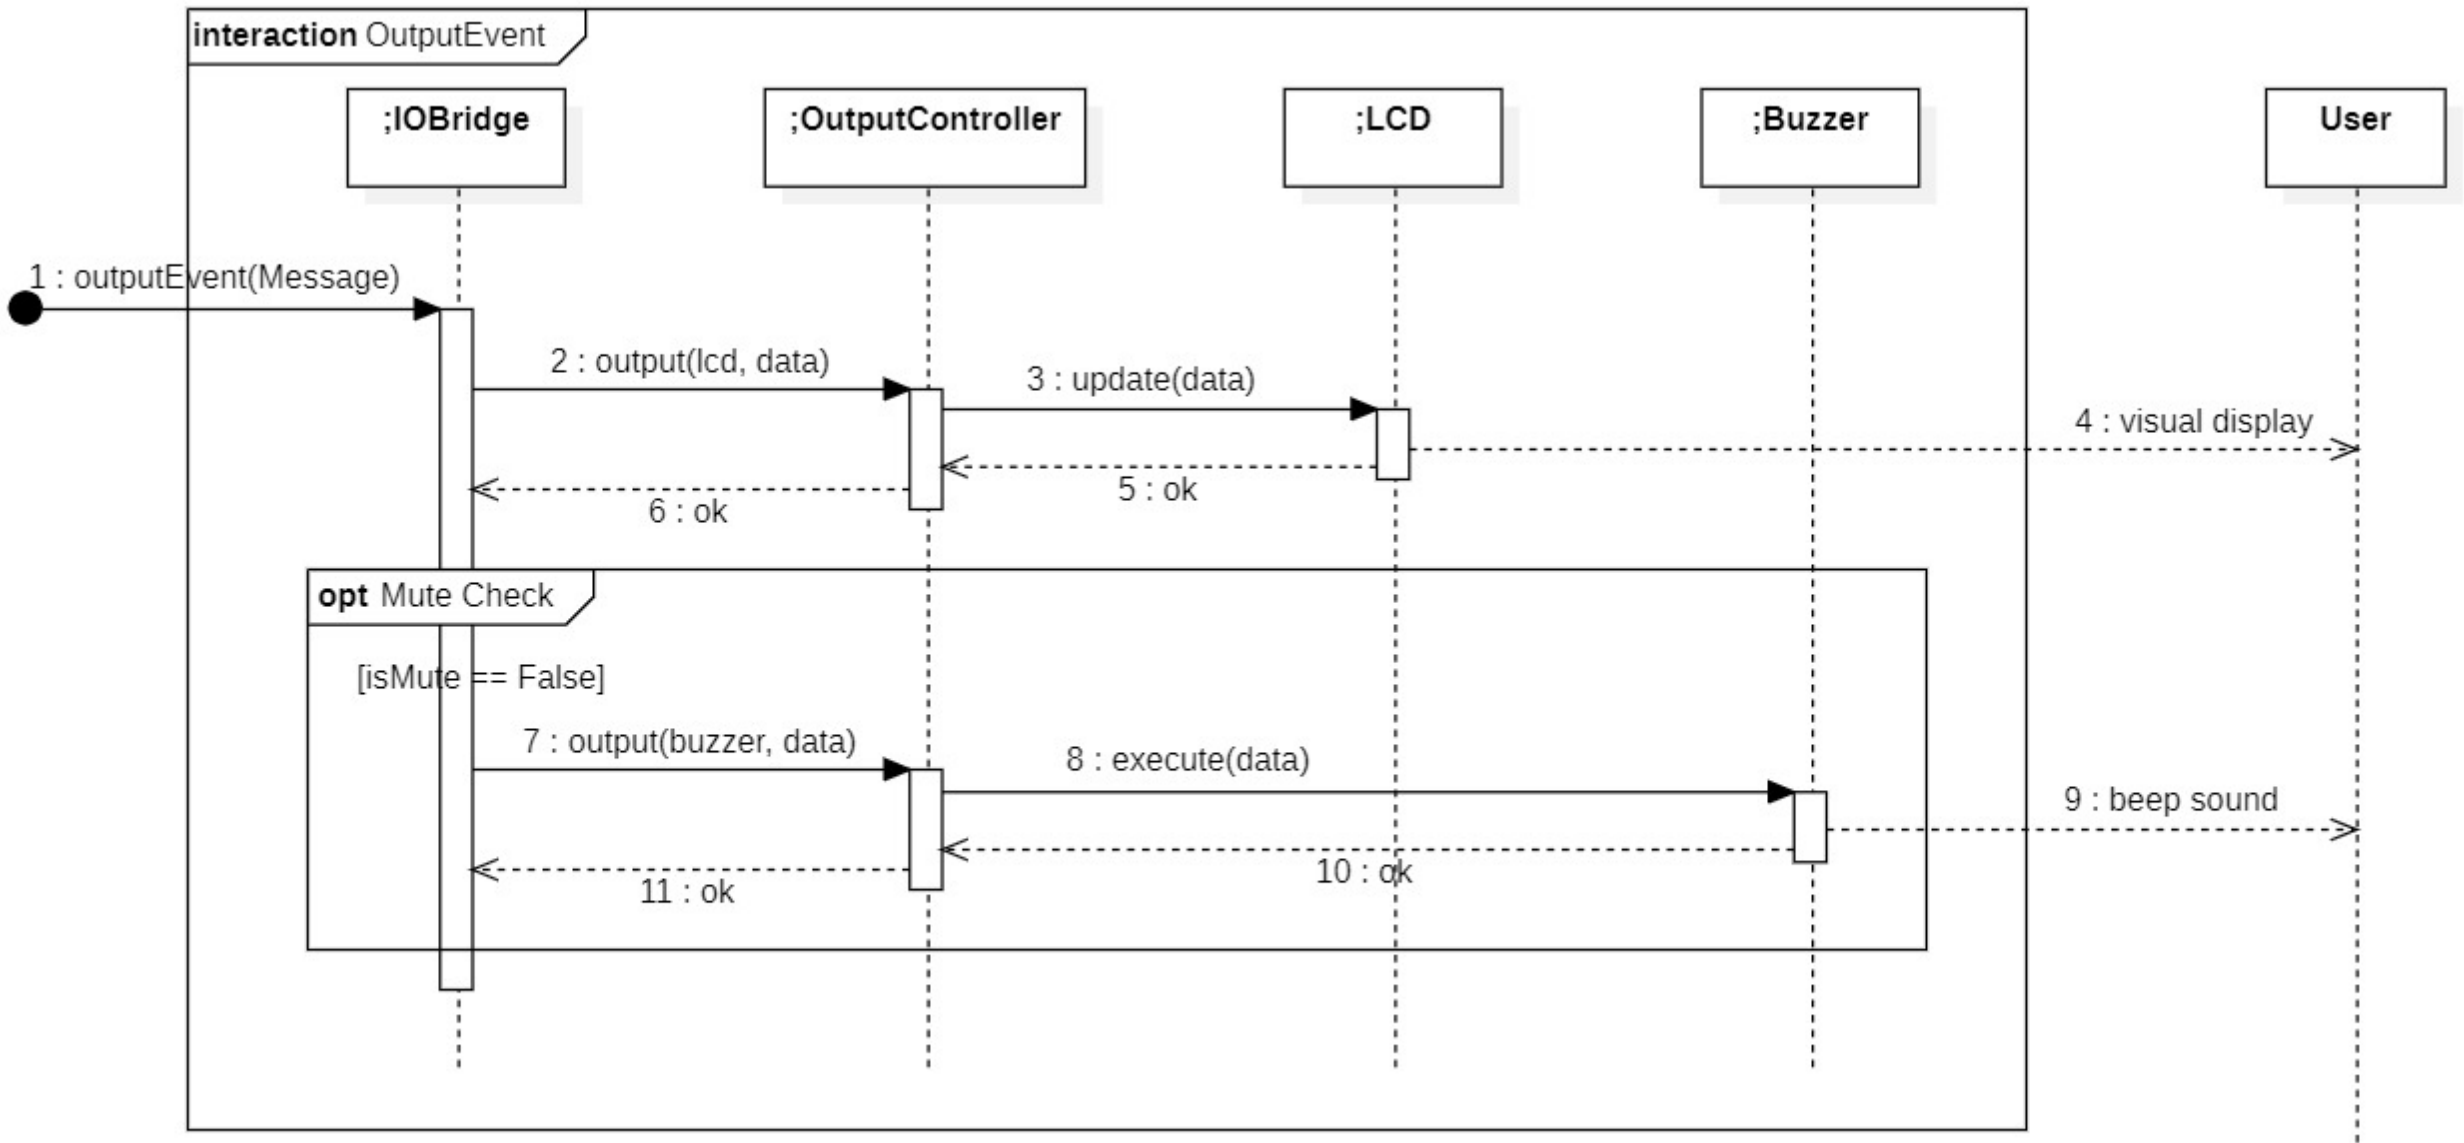 interaction OutputEvent
;IOBridge
;OutputController
;LCD
;Buzzer
User
1 : outputEvent(Message)
2 : output(lcd, data)
3 : update(data)
4 : visual display
5 : ok
6 : ok
opt Mute Check
[isMute == False]
7 : output(buzzer, data)
8 : execute(data)
9 : beep sound
10 : ok
11 : ok